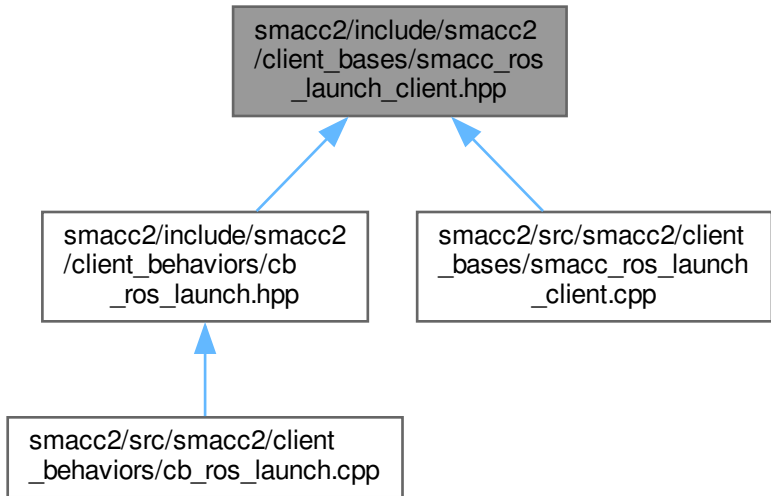 smacc2/include/smacc2
/client_bases/smacc_ros
_launch_client.hpp
smacc2/include/smacc2
/client_behaviors/cb
_ros_launch.hpp
smacc2/src/smacc2/client
_bases/smacc_ros_launch
_client.cpp
smacc2/src/smacc2/client
_behaviors/cb_ros_launch.cpp